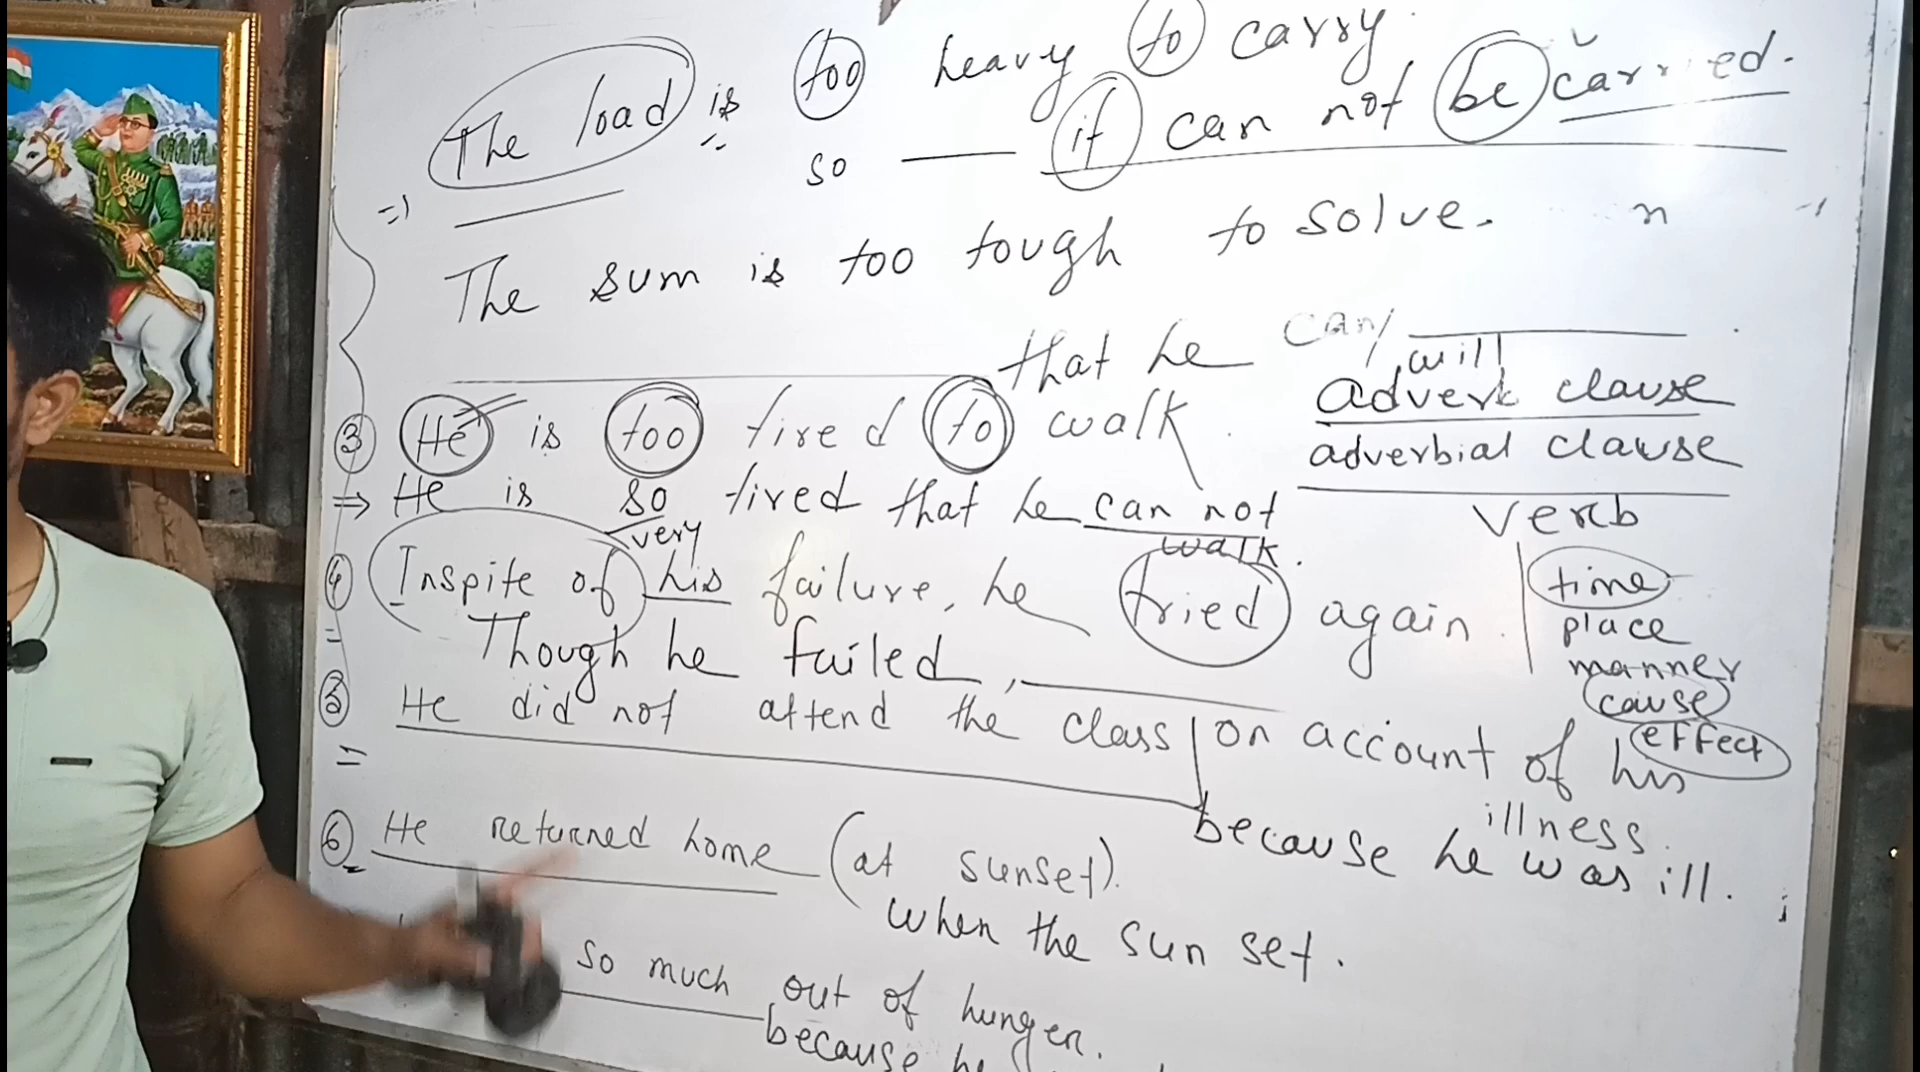 The load is too heavy to carry.
so it can not be carried.
=)
The sum is too tough to solve.
n
that he can/will
adverb clause
adverbial clause
Verb
③ He is too tired to walk.
⇒ He is so tired that he can not
very
walk.
④ Inspite of his failure, he tried again.
= Though he failed,
time
place
manner
cause
effect
⑤ He did not attend the class on account of his
illness.
= because he was ill.
⑥ He returned home (at sunset).
when the sun set.
so much out of hunger.
because he